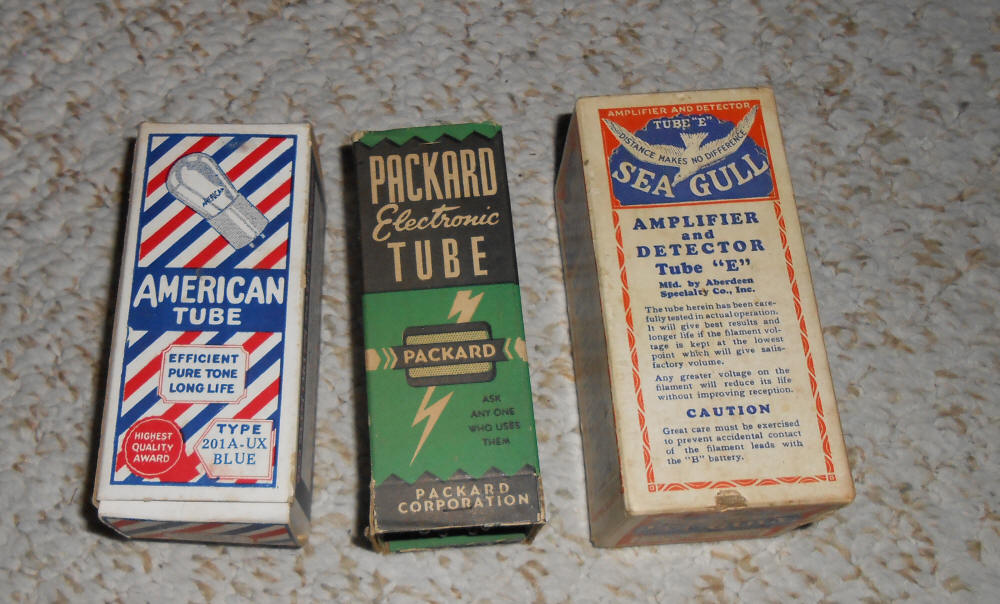 AMERICAN
AMERICAN
TUBE
EFFICIENT
PURE TONE
LONG LIFE
HIGHEST
QUALITY
AWARD
TYPE
201A-UX
BLUE
PACKARD
Electronic
TUBE
PACKARD
ASK
ANY ONE
WHO USES
THEM
PACKARD
CORPORATION
AMPLIFIER AND DETECTOR
TUBE "E"
DISTANCE MAKES NO DIFFERENCE
SEA GULL
AMPLIFIER
and
DETECTOR
Tube "E"
Mfd. by Aberdeen
Specialty Co., Inc.
The tube herein has been care-
fully tested in actual operation.
It will give best results and
longer life if the filament vol-
tage is kept at the lowest
point which will give satis-
factory volume.
Any greater voltage on the
filament will reduce its life
without improving reception.
CAUTION
Great care must be exercised
to prevent accidental contact
of the filament leads with
the "B" battery.